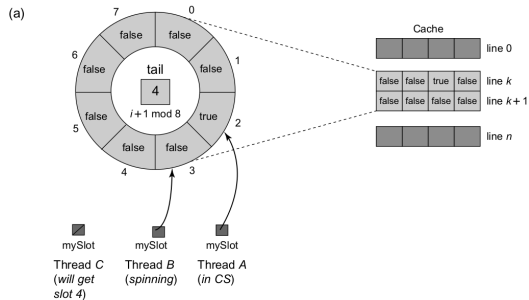 (a)
7
0
Cache
false
false
line 0
6
1
false
tail
false
4
false
false
true
false
line k
false
false
false
false
line k + 1
i + 1 mod 8
false
true
5
2
false
false
line n
4
3
mySlot
mySlot
mySlot
Thread C
Thread B
Thread A
(will get
(spinning)
(in CS)
slot 4)